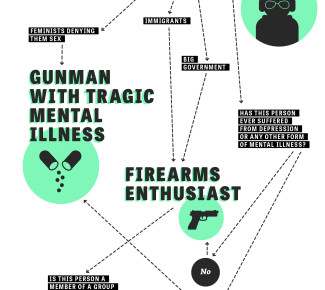 IMMIGRANTS
FEMINISTS DENYING
THEM SEX
BIG
GOVERNMENT
GUNMAN
WITH TRAGIC
MENTAL
ILLNESS
HAS THIS PERSON
EVER SUFFERED
FROM DEPRESSION
OR ANY OTHER FORM
OF MENTAL ILLNESS?
FIREARMS
ENTHUSIAST
No
IS THIS PERSON A
MEMBER OF A GROUP